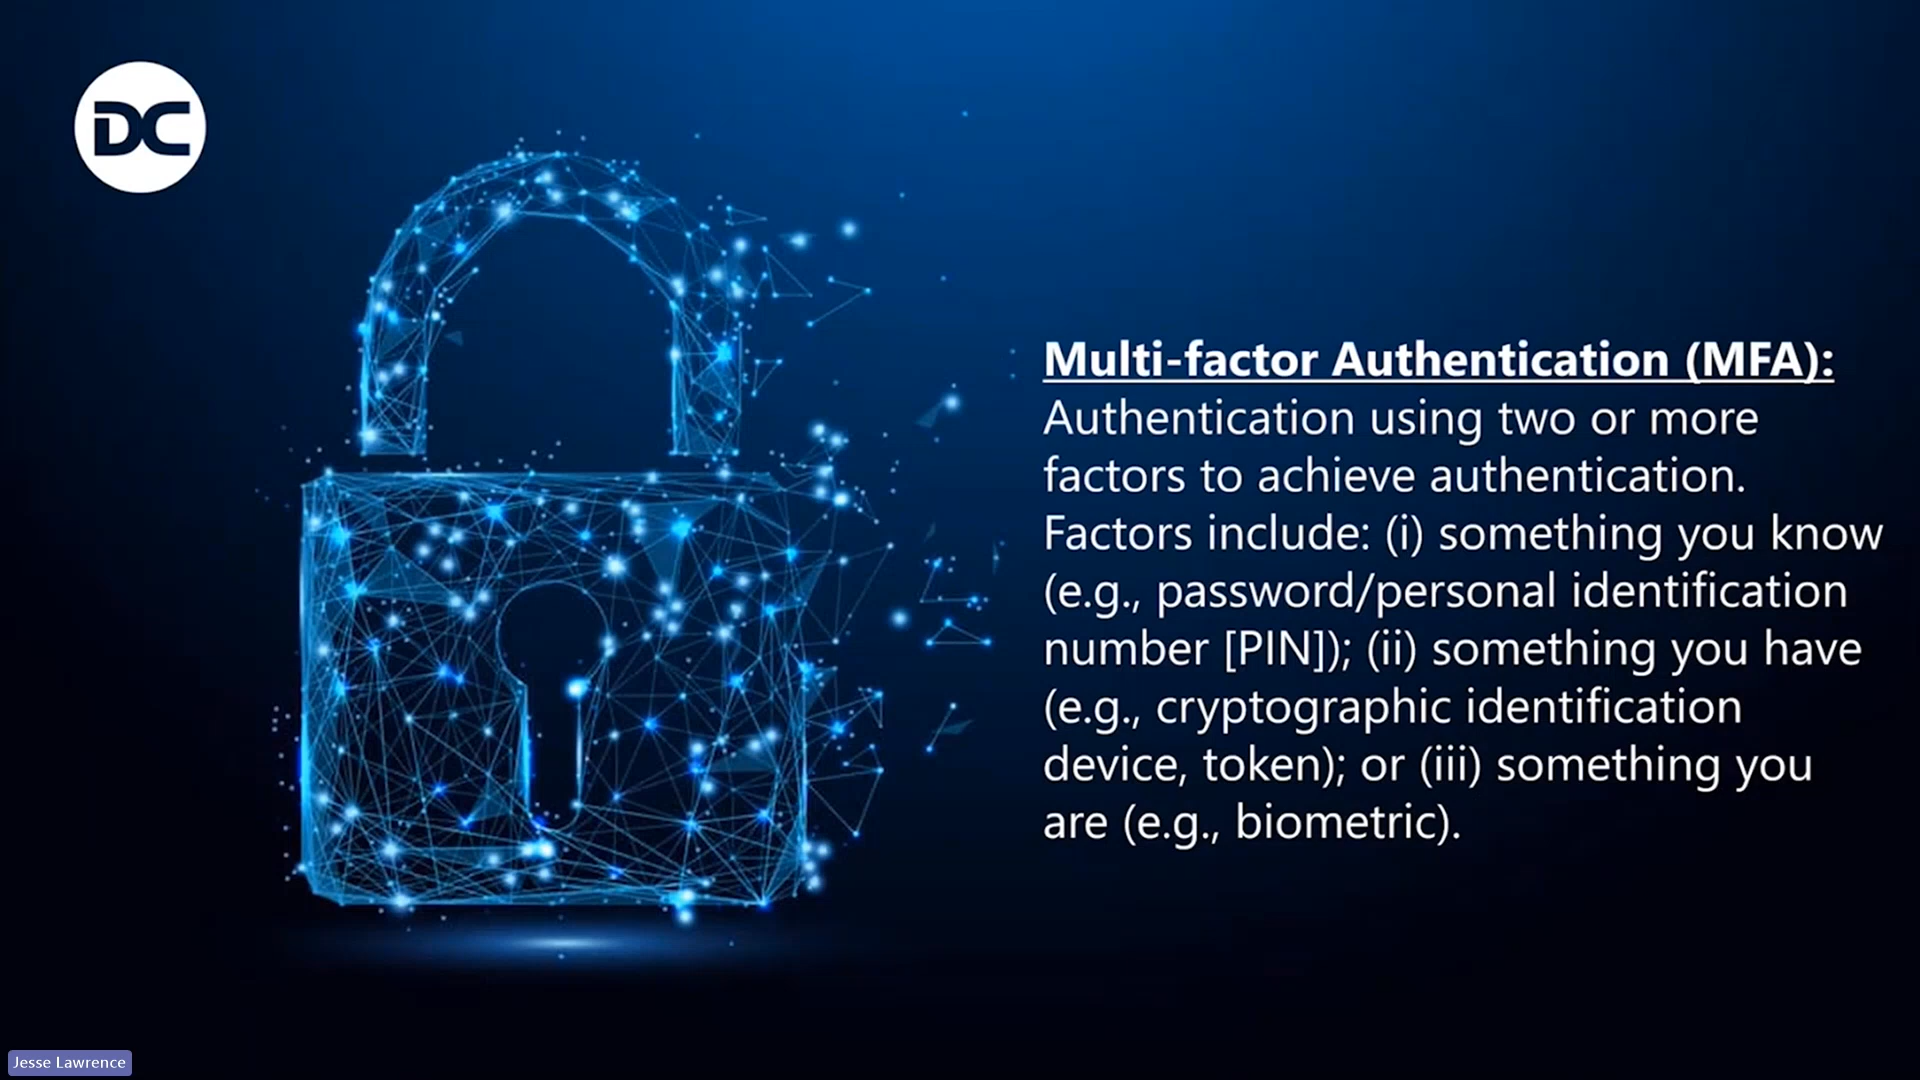 DC
Multi-factor Authentication (MFA):
Authentication using two or more
factors to achieve authentication.
Factors include: (i) something you know
(e.g., password/personal identification
number [PIN]); (ii) something you have
(e.g., cryptographic identification
device, token); or (iii) something you
are (e.g., biometric).
Jesse Lawrence